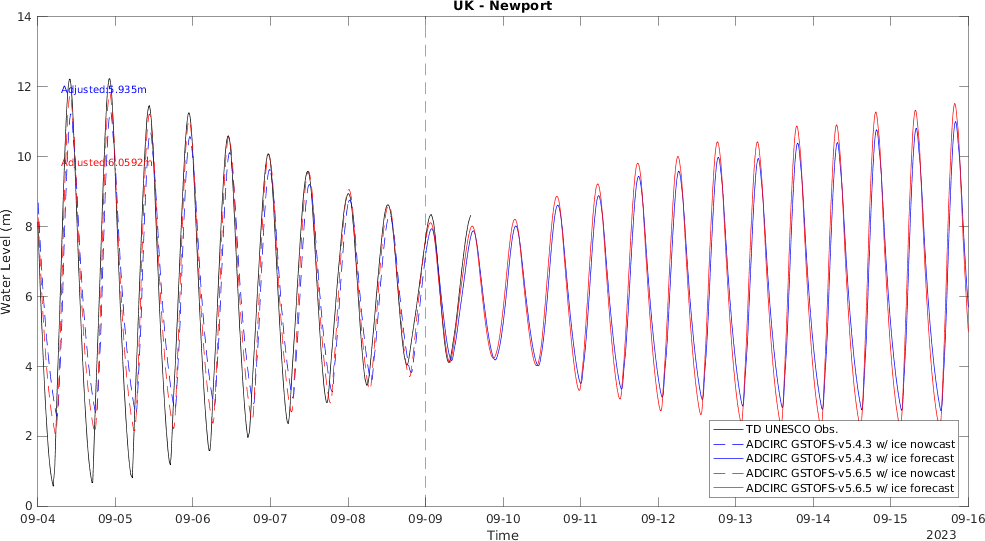 UK - Newport
14
12
10
8
6
4
2
0
Water Level (m)
Adjusted:5.935m
Adjusted:6.0592m
09-04 09-05 09-06 09-07 09-08 09-09 09-10 09-11 09-12 09-13 09-14 09-15 09-16
Time
2023
TD UNESCO Obs.
ADCIRC GSTOFS-v5.4.3 w/ ice nowcast
ADCIRC GSTOFS-v5.4.3 w/ ice forecast
ADCIRC GSTOFS-v5.6.5 w/ ice nowcast
ADCIRC GSTOFS-v5.6.5 w/ ice forecast